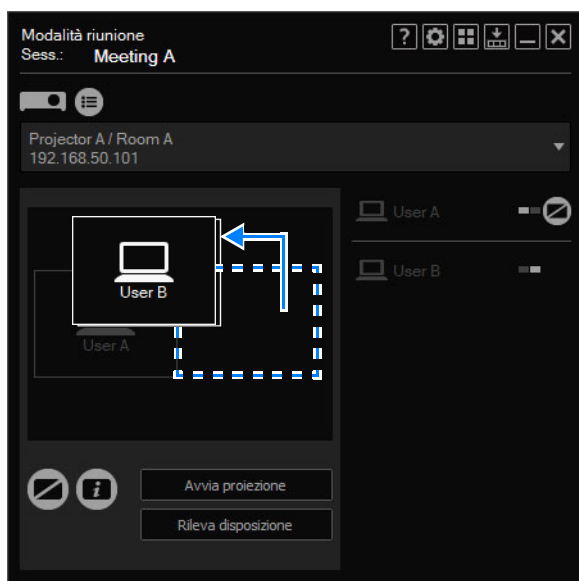 Modalità riunione
Sess.: Meeting A
Projector A / Room A
192.168.50.101
User A
User B
User B
User A
Avvia proiezione
Rileva disposizione